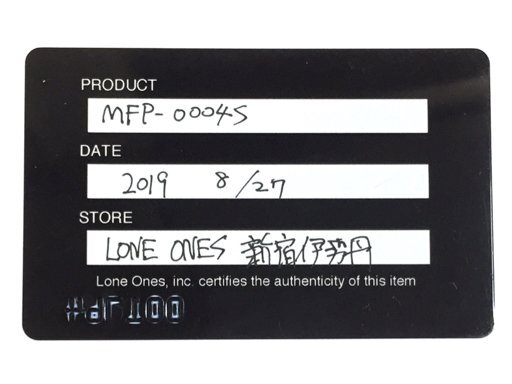 PRODUCT
MFP-0004S
DATE
2019 8/27
STORE
LONE ONES 新宿伊勢丹
Lone Ones, inc. certifies the authenticity of this item